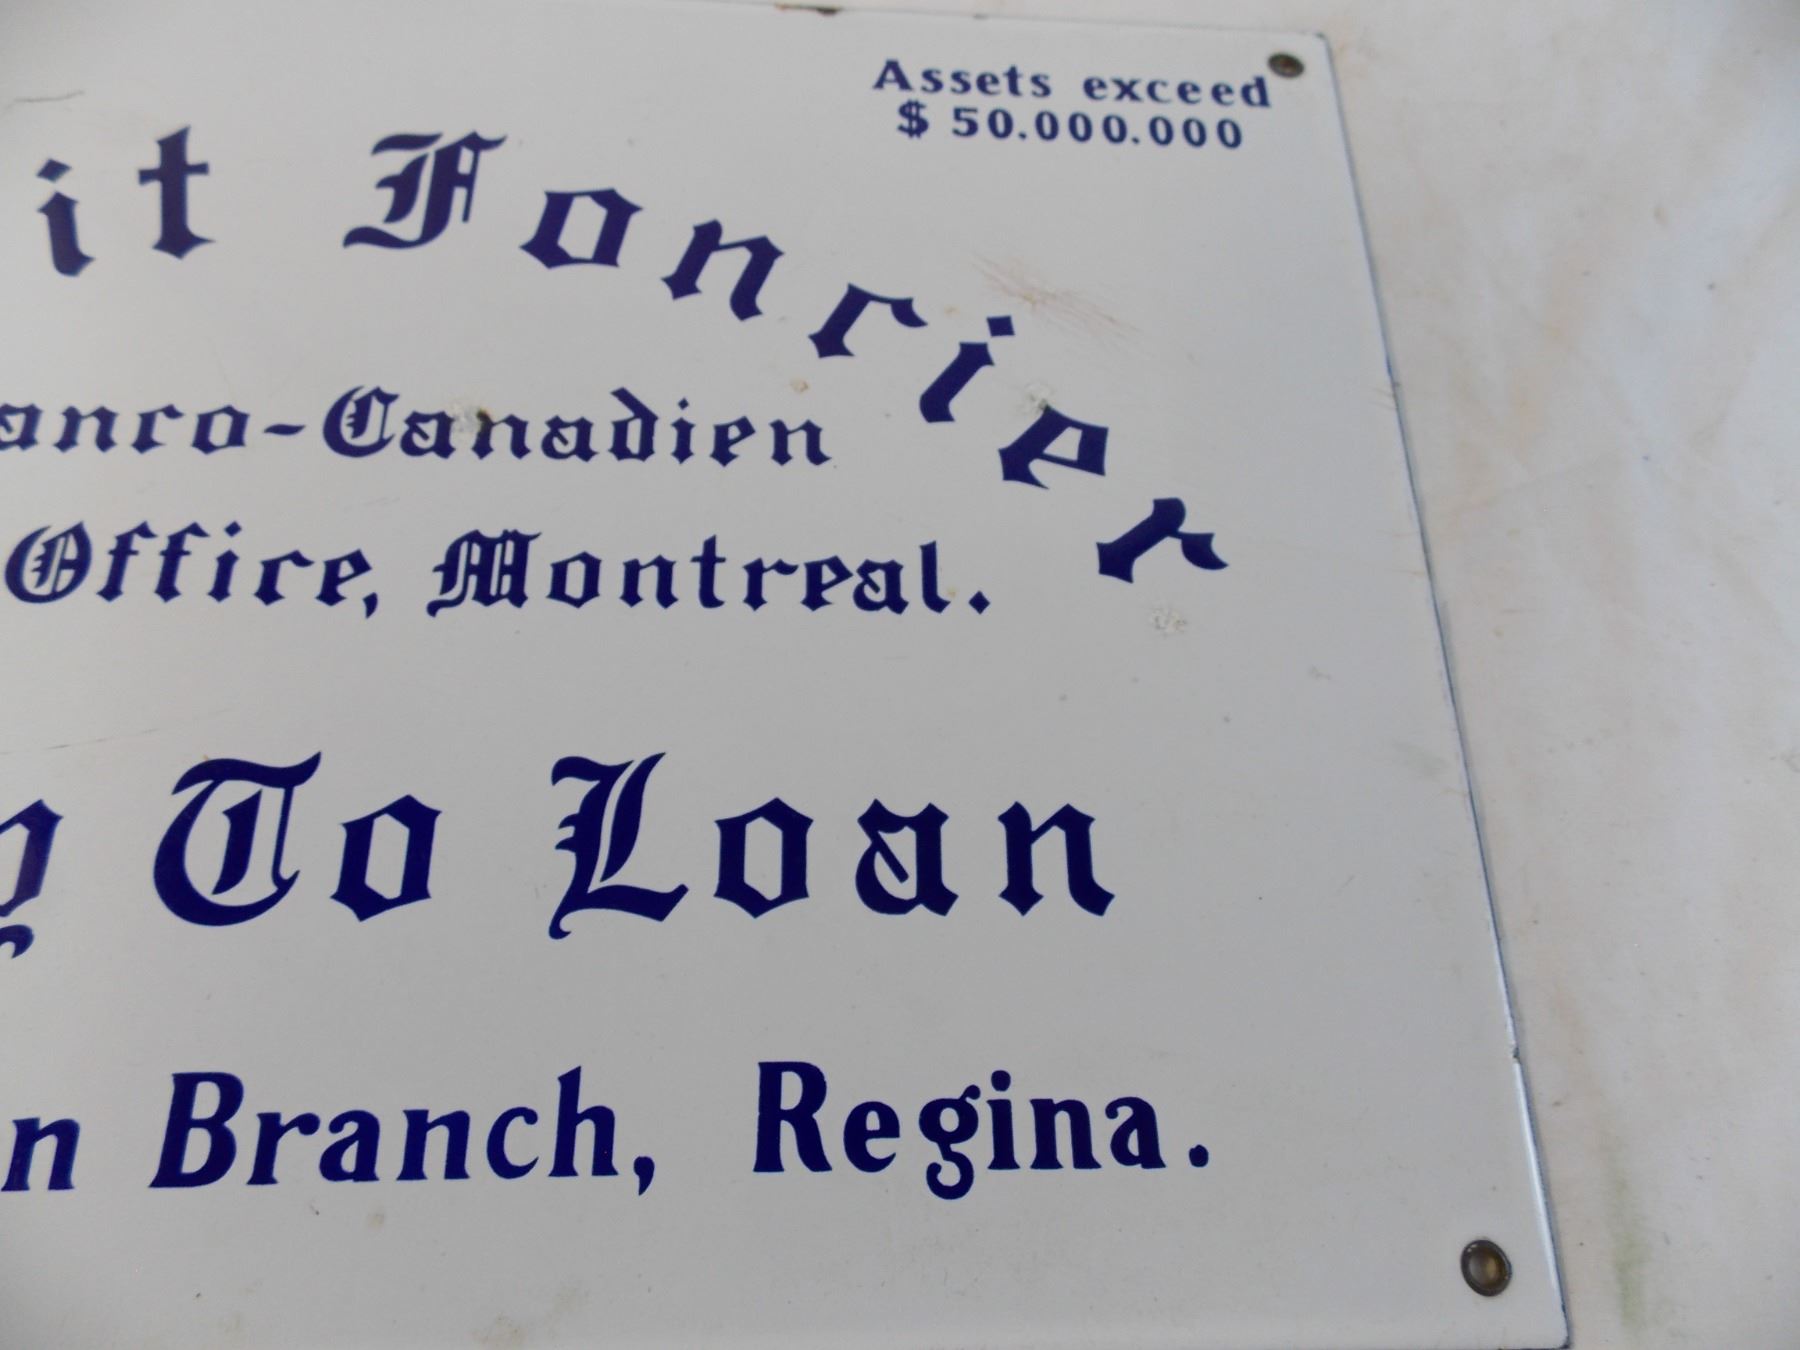 Assets exceed
$ 50.000.000
it Foncier
anco-Canadien
Office, Montreal.
y To Loan
n Branch, Regina.